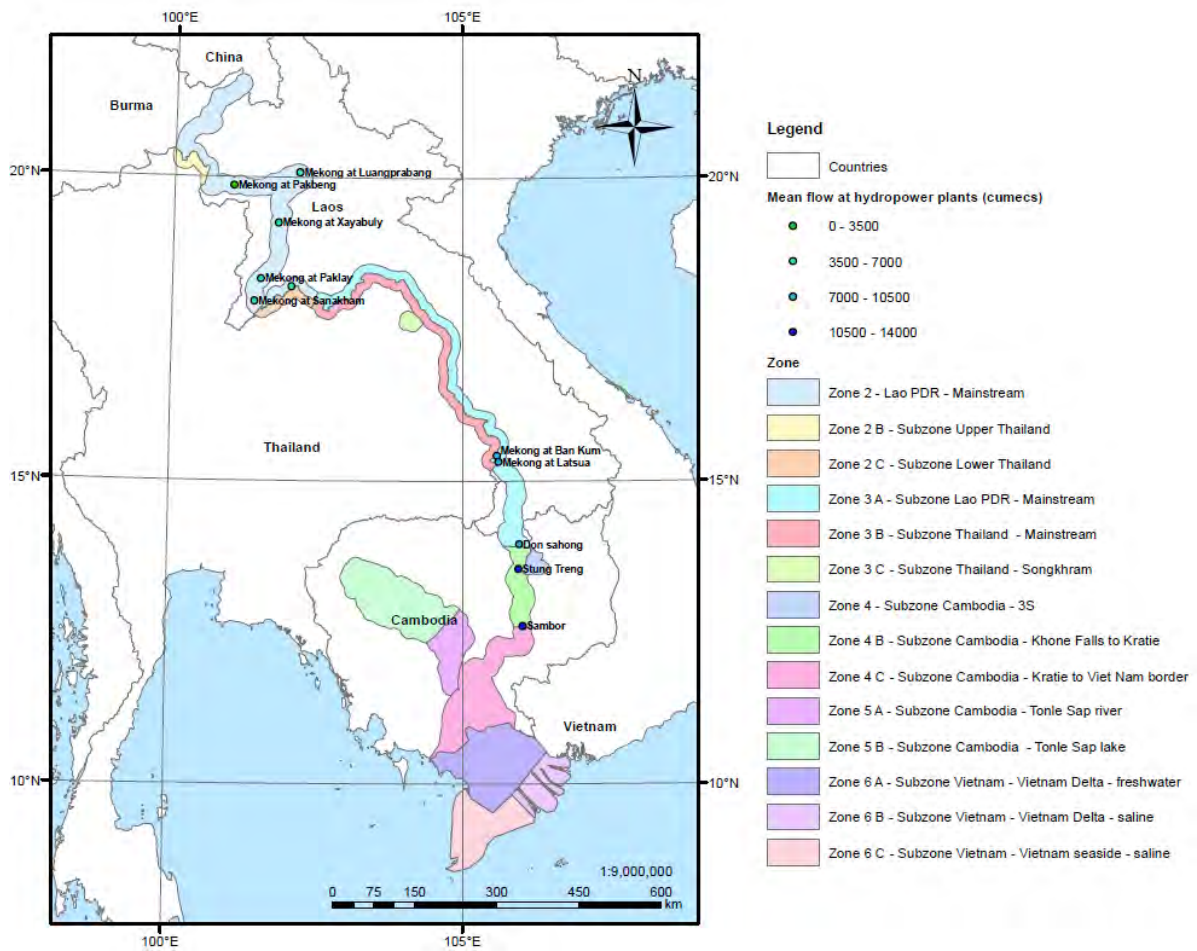 100°E
105°E
China
N
Burma
20°N
20°N
Mekong at Luangprabang
Mekong at Pakbeng
Laos
Mekong at Xayabuly
Mekong at Paklay
Mekong at Sanakham
Thailand
Mekong at Ban Kum
Mekong at Latsua
15°N
15°N
Don sahong
Stung Treng
Cambodia
Sambor
Vietnam
10°N
10°N
1:9,000,000
0 75 150 300 450 600
km
100°E
105°E
Legend
Countries
Mean flow at hydropower plants (cumecs)
0 - 3500
3500 - 7000
7000 - 10500
10500 - 14000
Zone
Zone 2 - Lao PDR - Mainstream
Zone 2 B - Subzone Upper Thailand
Zone 2 C - Subzone Lower Thailand
Zone 3 A - Subzone Lao PDR - Mainstream
Zone 3 B - Subzone Thailand - Mainstream
Zone 3 C - Subzone Thailand - Songkhram
Zone 4 - Subzone Cambodia - 3S
Zone 4 B - Subzone Cambodia - Khone Falls to Kratie
Zone 4 C - Subzone Cambodia - Kratie to Viet Nam border
Zone 5 A - Subzone Cambodia - Tonle Sap river
Zone 5 B - Subzone Cambodia - Tonle Sap lake
Zone 6 A - Subzone Vietnam - Vietnam Delta - freshwater
Zone 6 B - Subzone Vietnam - Vietnam Delta - saline
Zone 6 C - Subzone Vietnam - Vietnam seaside - saline